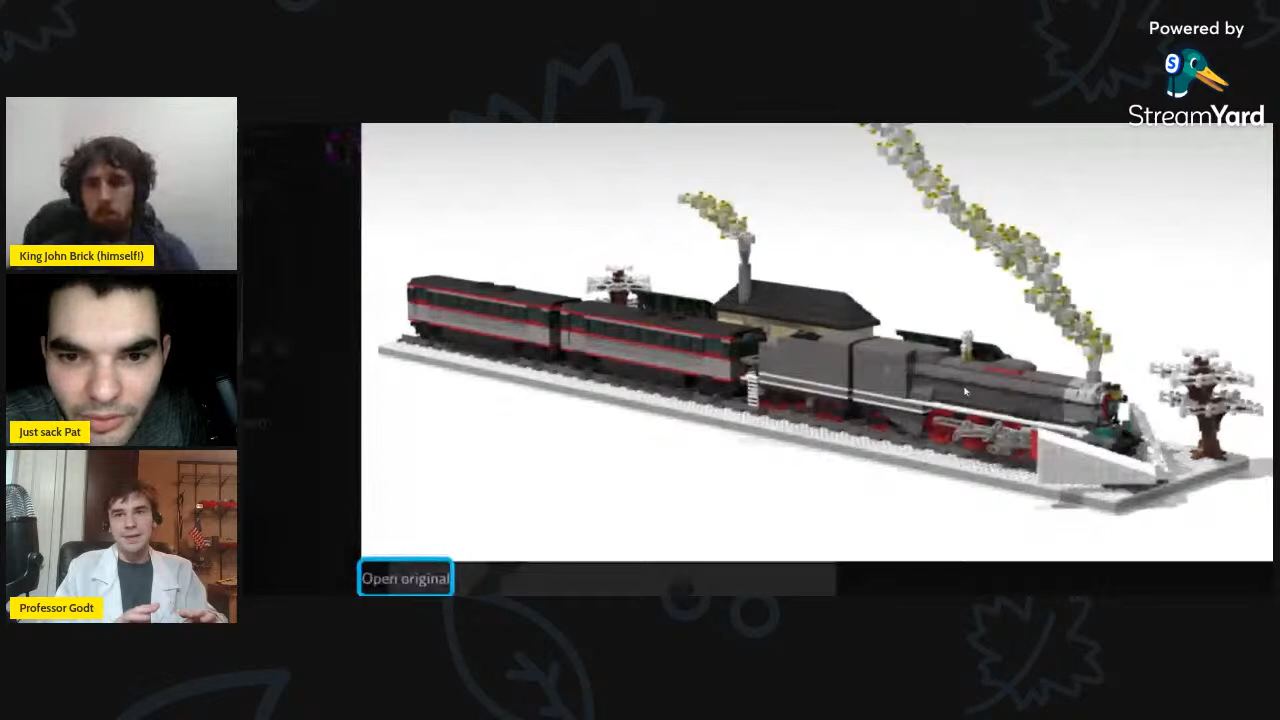 Powered by
S
StreamYard
King John Brick (himself!)
Just sack Pat
Professor Godt
Open original